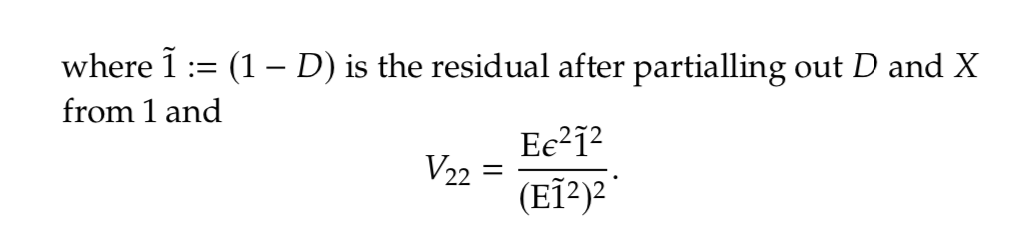 where 1̃ := (1 − D) is the residual after partialling out D and X
from 1 and
V₂₂ = Eϵ²1̃² / (E1̃²)².